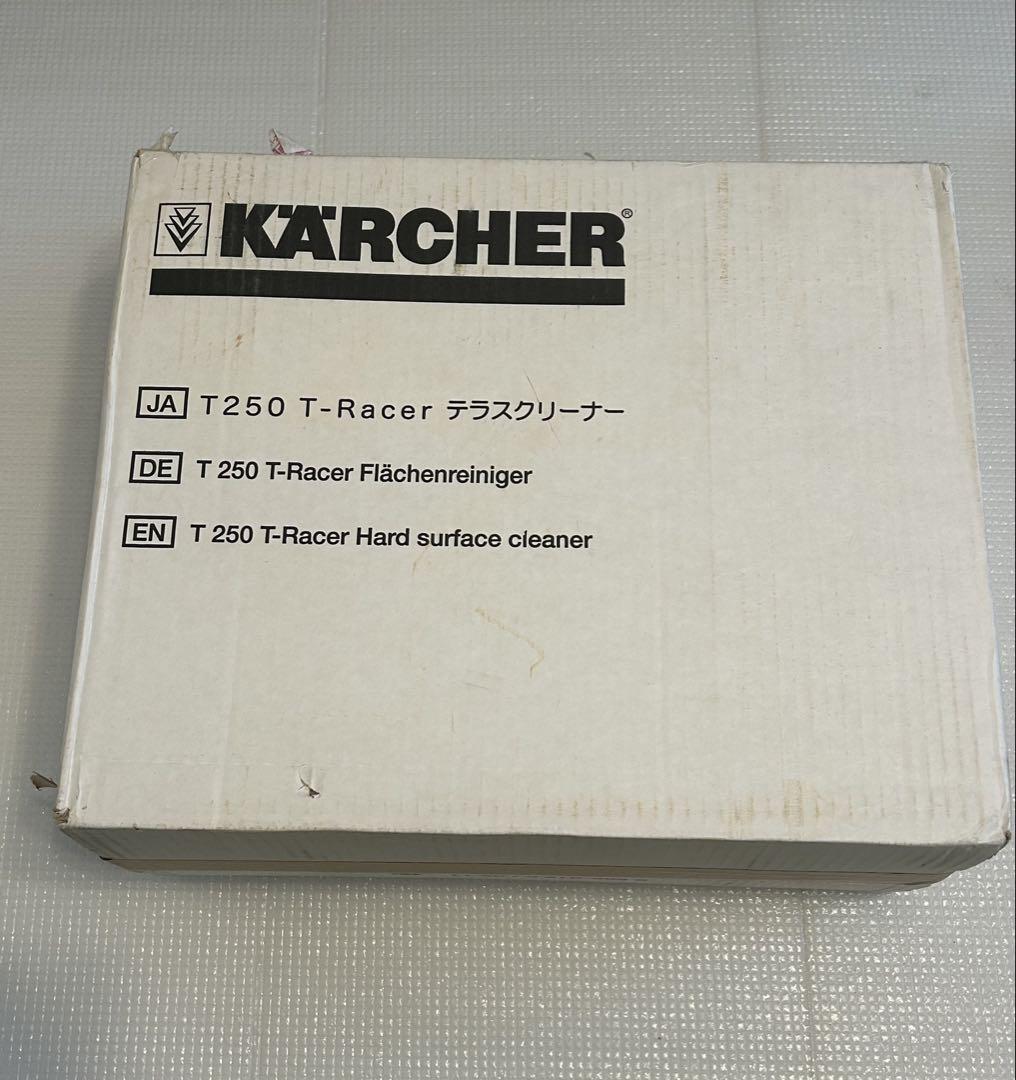 KÄRCHER®
JA T250 T-Racer テラスクリーナー
DE T 250 T-Racer Flächenreiniger
EN T 250 T-Racer Hard surface cleaner